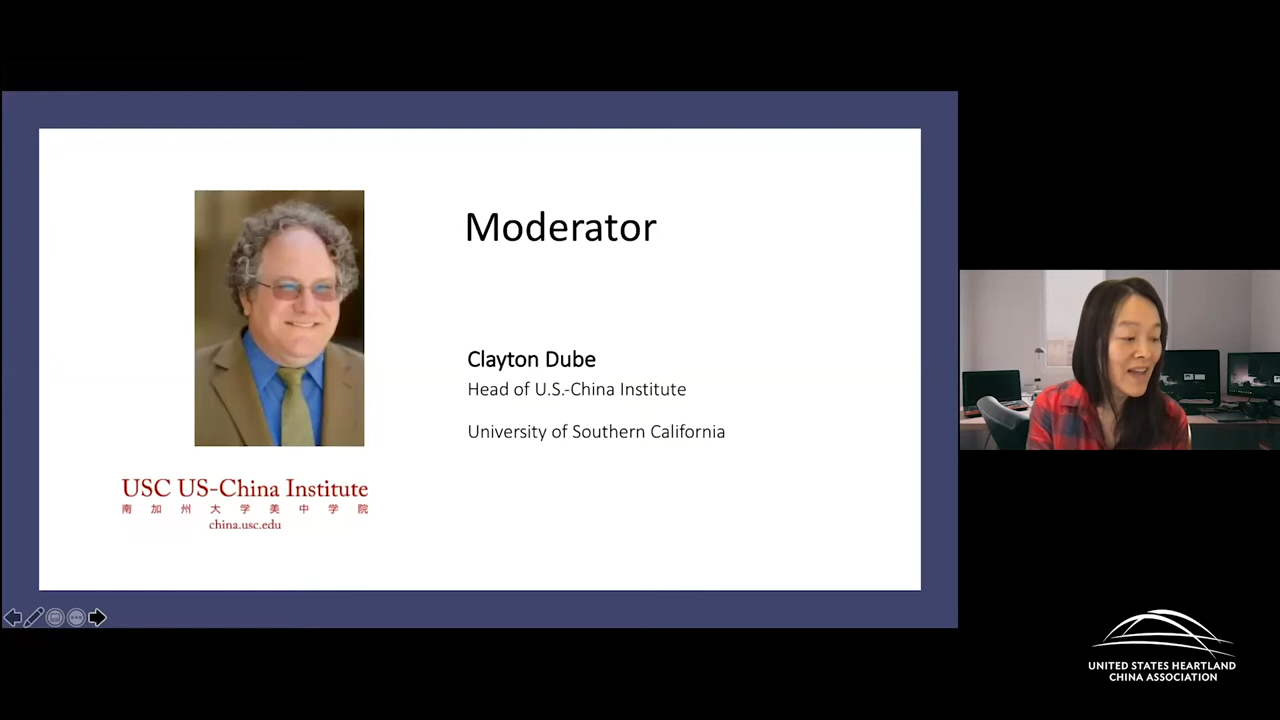 Moderator
Clayton Dube
Head of U.S.-China Institute
University of Southern California
USC US-China Institute
南加州大学美中学院
china.usc.edu
UNITED STATES HEARTLAND
CHINA ASSOCIATION